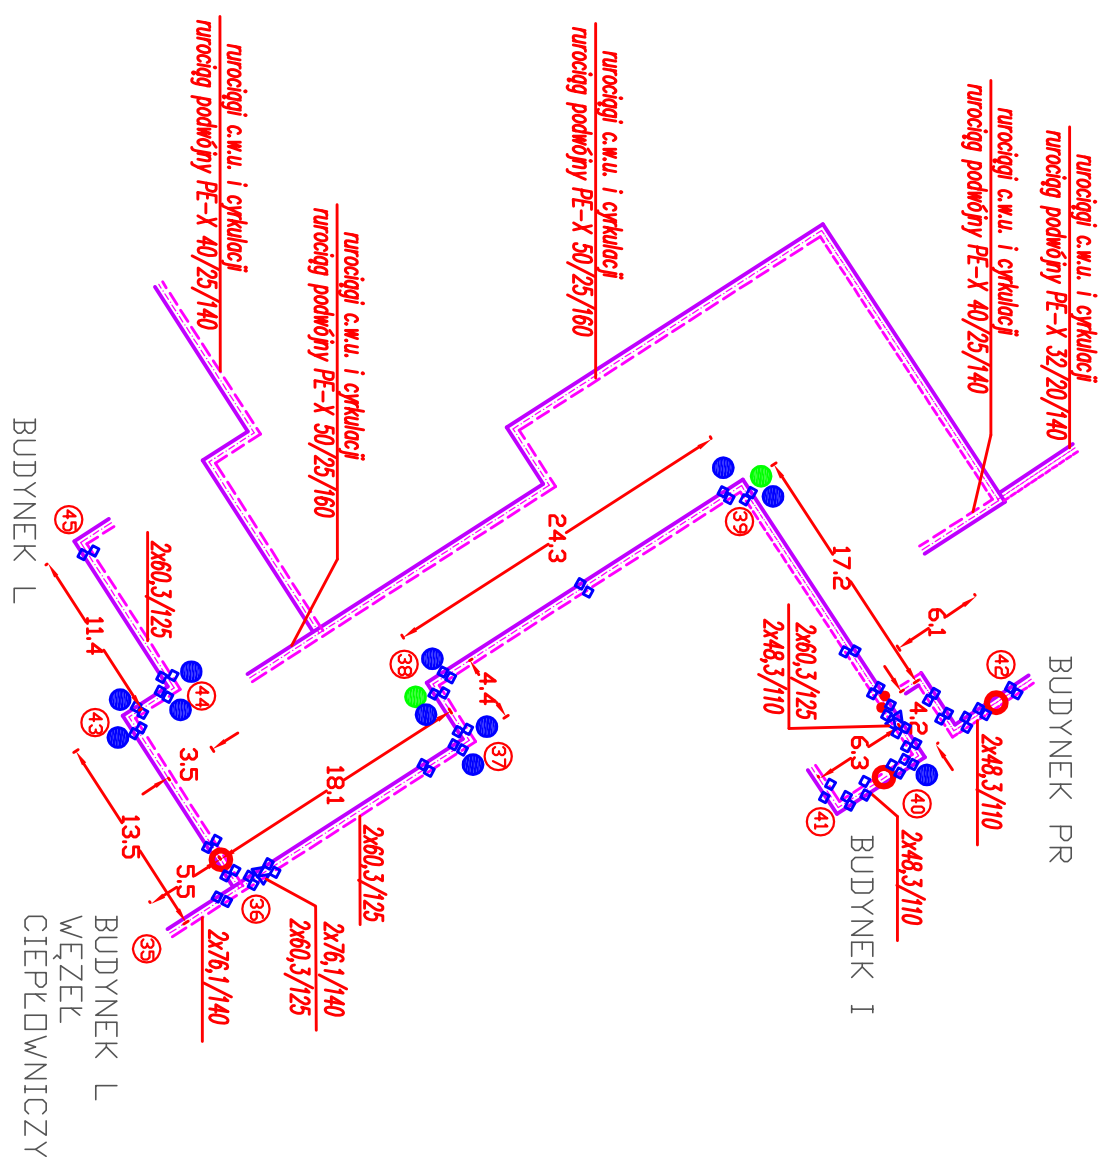 rurociągi c.w.u. i cyrkulacji
rurociąg podwójny PE-X 32/20/140
rurociągi c.w.u. i cyrkulacji
rurociąg podwójny PE-X 40/25/140
rurociągi c.w.u. i cyrkulacji
rurociąg podwójny PE-X 50/25/160
rurociągi c.w.u. i cyrkulacji
rurociąg podwójny PE-X 50/25/160
rurociągi c.w.u. i cyrkulacji
rurociąg podwójny PE-X 40/25/140
BUDYNEK PR
42
6,1
2x48,3/110
17,2
39
4,2
2x60,3/125
2x48,3/110
6,3
40
41
2x48,3/110
BUDYNEK I
24,3
38
4,4
37
18,1
2x60,3/125
2x76,1/140
2x60,3/125
36
2x76,1/140
35
5,5
13,5
3,5
43
44
11,4
2x60,3/125
45
BUDYNEK L
BUDYNEK L
WĘZEŁ
CIEPŁOWNICZY